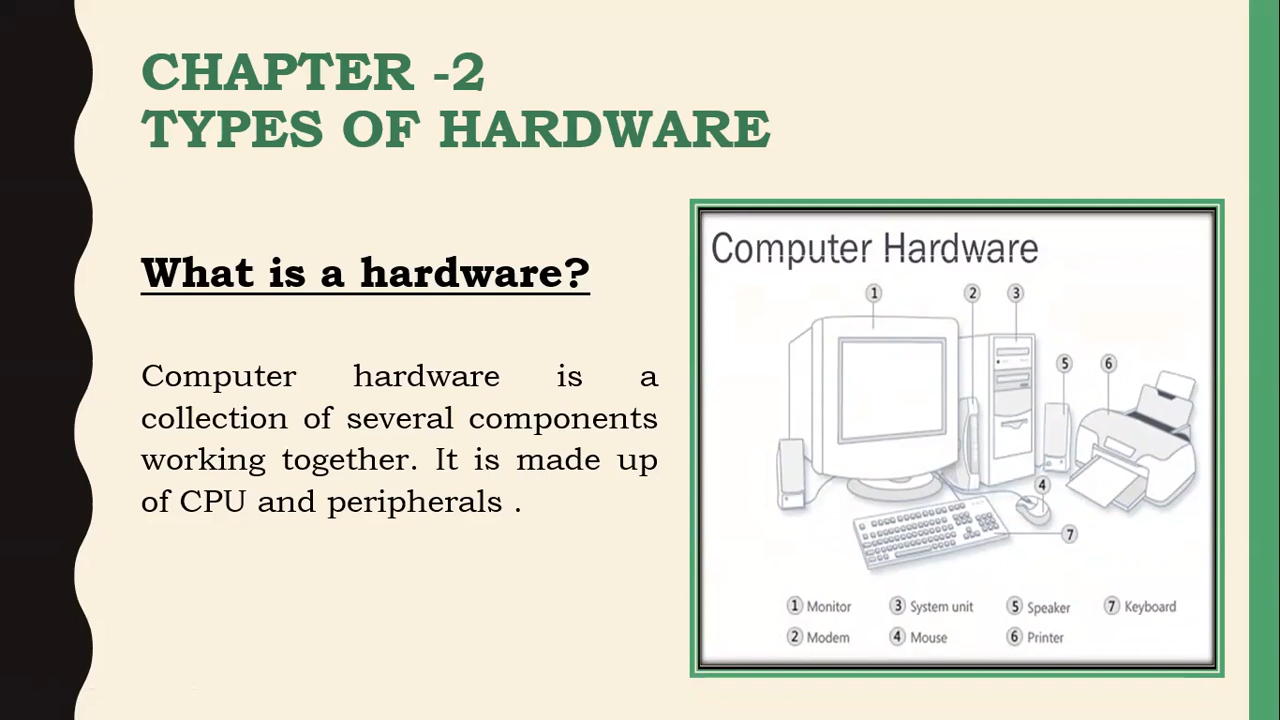 CHAPTER -2
TYPES OF HARDWARE
What is a hardware?
Computer hardware is a
collection of several components
working together. It is made up
of CPU and peripherals .
Computer Hardware
1 2 3
5 6
4
7
1 Monitor 3 System unit 5 Speaker 7 Keyboard
2 Modem 4 Mouse 6 Printer